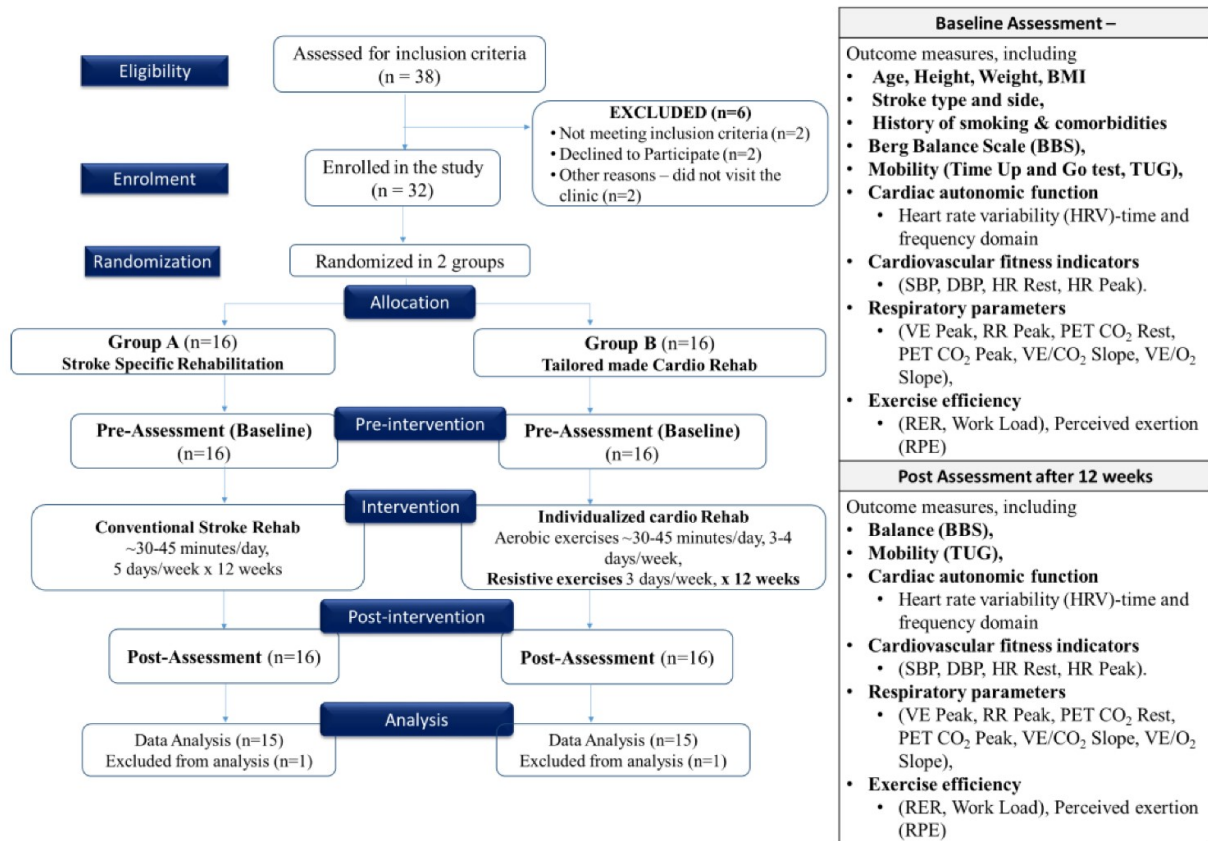 Eligibility
Assessed for inclusion criteria
(n = 38)
EXCLUDED (n=6)
• Not meeting inclusion criteria (n=2)
• Declined to Participate (n=2)
• Other reasons – did not visit the
clinic (n=2)
Enrolment
Enrolled in the study
(n = 32)
Randomization
Randomized in 2 groups
Allocation
Group A (n=16)
Stroke Specific Rehabilitation
Group B (n=16)
Tailored made Cardio Rehab
Pre-intervention
Pre-Assessment (Baseline)
(n=16)
Pre-Assessment (Baseline)
(n=16)
Intervention
Conventional Stroke Rehab
~30-45 minutes/day,
5 days/week x 12 weeks
Individualized cardio Rehab
Aerobic exercises ~30-45 minutes/day, 3-4
days/week,
Resistive exercises 3 days/week, x 12 weeks
Post-intervention
Post-Assessment (n=16)
Post-Assessment (n=16)
Analysis
Data Analysis (n=15)
Excluded from analysis (n=1)
Data Analysis (n=15)
Excluded from analysis (n=1)
Baseline Assessment –
Outcome measures, including
• Age, Height, Weight, BMI
• Stroke type and side,
• History of smoking & comorbidities
• Berg Balance Scale (BBS),
• Mobility (Time Up and Go test, TUG),
• Cardiac autonomic function
• Heart rate variability (HRV)-time and
frequency domain
• Cardiovascular fitness indicators
• (SBP, DBP, HR Rest, HR Peak).
• Respiratory parameters
• (VE Peak, RR Peak, PET CO₂ Rest,
PET CO₂ Peak, VE/CO₂ Slope, VE/O₂
Slope),
• Exercise efficiency
• (RER, Work Load), Perceived exertion
(RPE)
Post Assessment after 12 weeks
Outcome measures, including
• Balance (BBS),
• Mobility (TUG),
• Cardiac autonomic function
• Heart rate variability (HRV)-time and
frequency domain
• Cardiovascular fitness indicators
• (SBP, DBP, HR Rest, HR Peak).
• Respiratory parameters
• (VE Peak, RR Peak, PET CO₂ Rest,
PET CO₂ Peak, VE/CO₂ Slope, VE/O₂
Slope),
• Exercise efficiency
• (RER, Work Load), Perceived exertion
(RPE)